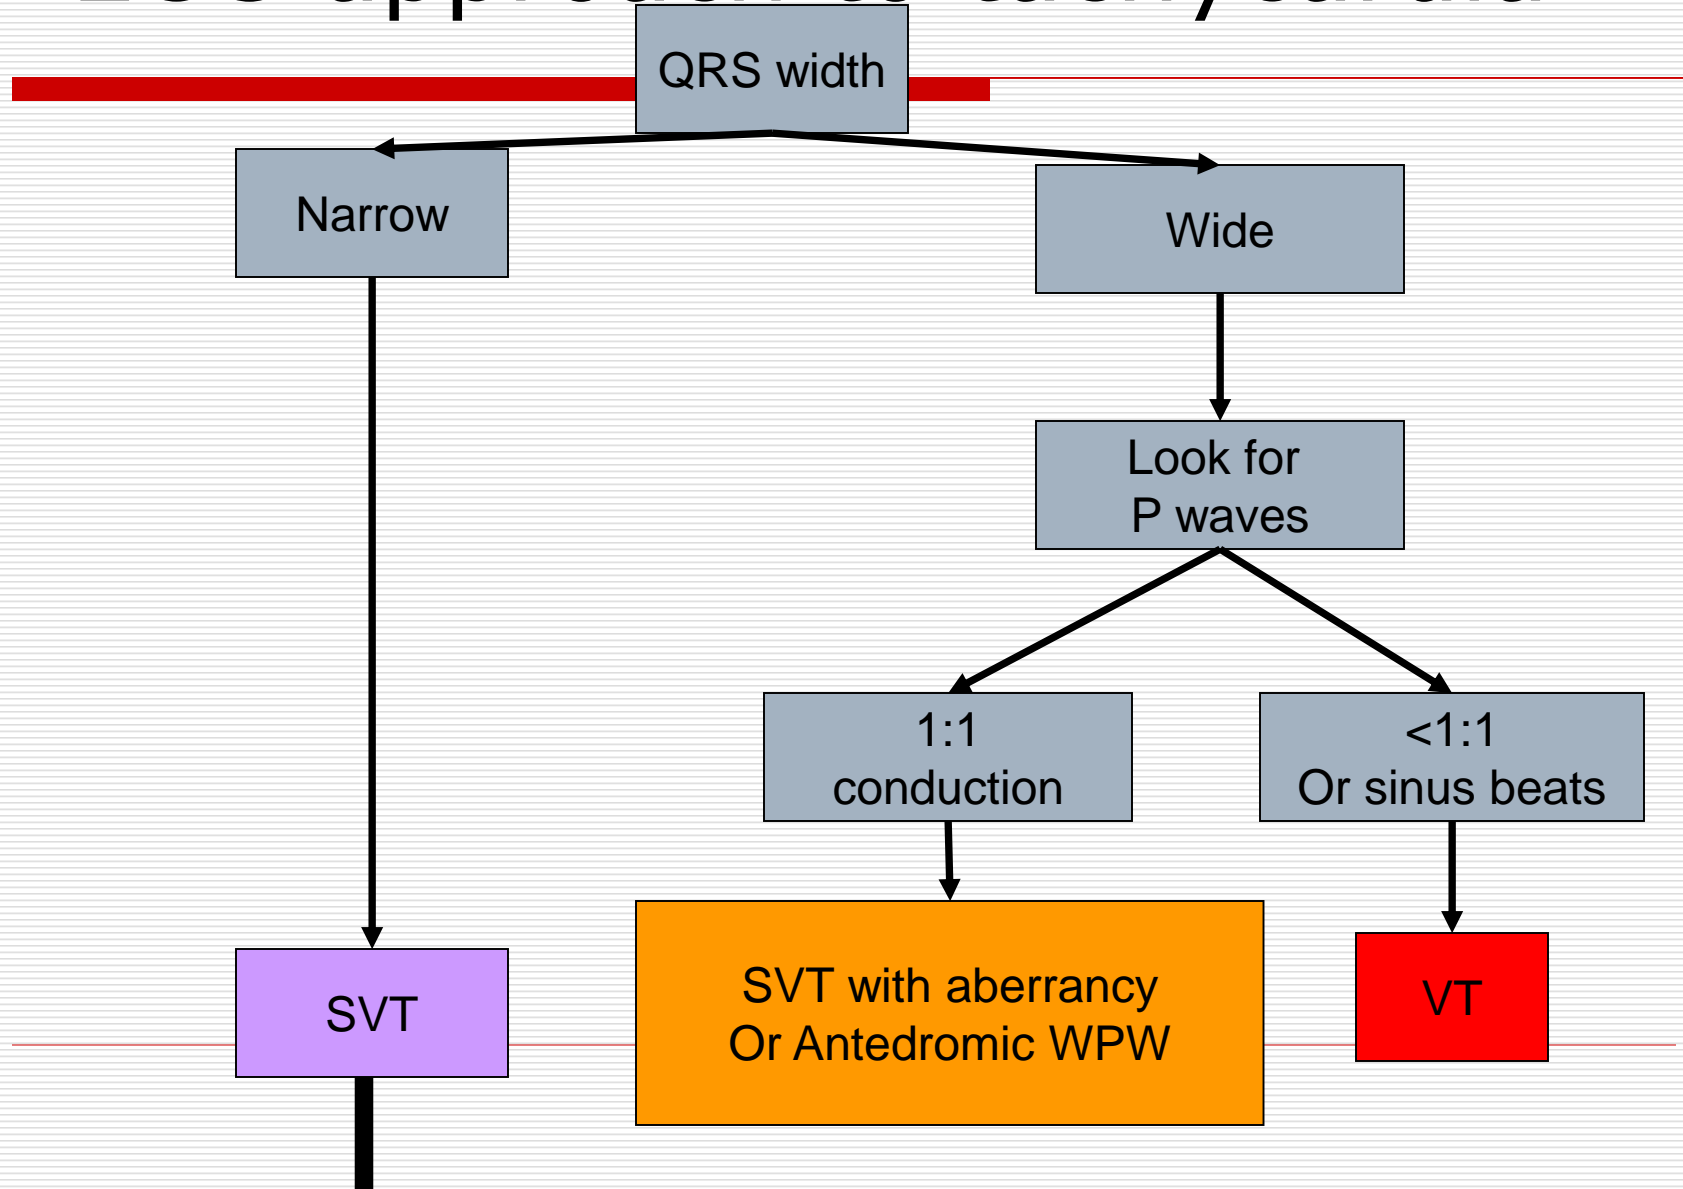 QRS width
Narrow
Wide
Look for
P waves
1:1
conduction
<1:1
Or sinus beats
SVT
SVT with aberrancy
Or Antedromic WPW
VT